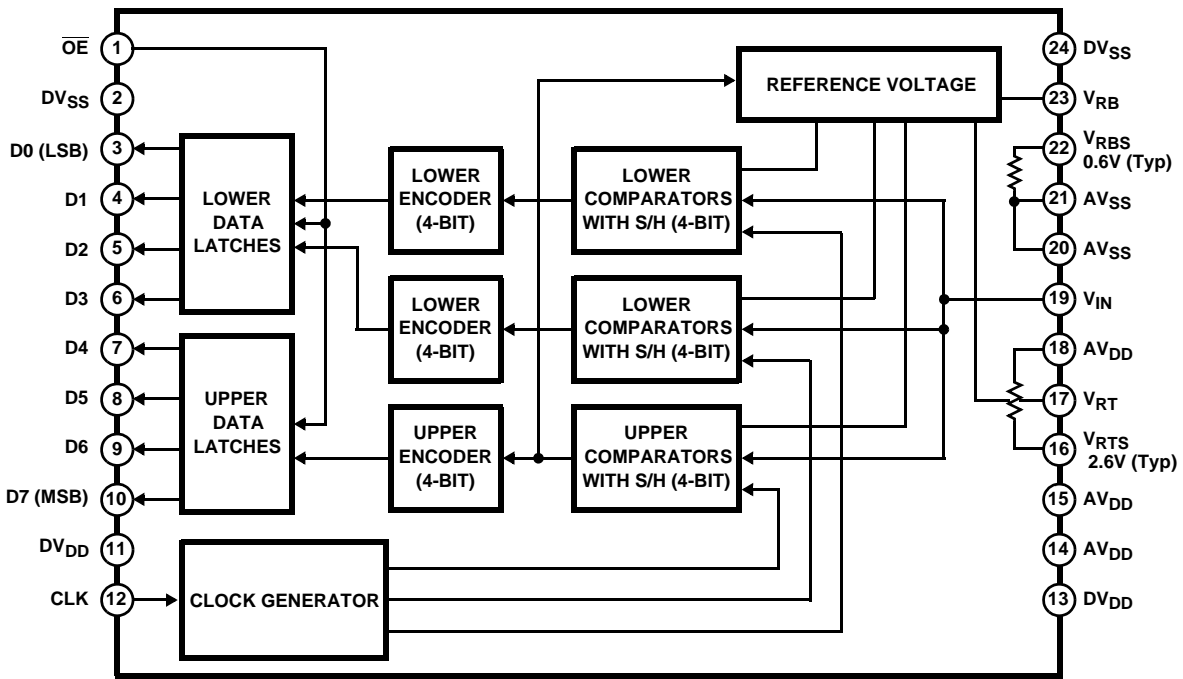 OE
1
DVSS
2
D0 (LSB)
3
D1
4
D2
5
D3
6
D4
7
D5
8
D6
9
D7 (MSB)
10
DVDD
11
CLK
12
LOWER
DATA
LATCHES
UPPER
DATA
LATCHES
CLOCK GENERATOR
LOWER
ENCODER
(4-BIT)
LOWER
ENCODER
(4-BIT)
UPPER
ENCODER
(4-BIT)
LOWER
COMPARATORS
WITH S/H (4-BIT)
LOWER
COMPARATORS
WITH S/H (4-BIT)
UPPER
COMPARATORS
WITH S/H (4-BIT)
REFERENCE VOLTAGE
24
DVSS
23
VRB
22
VRBS
0.6V (Typ)
21
AVSS
20
AVSS
19
VIN
18
AVDD
17
VRT
16
VRTS
2.6V (Typ)
15
AVDD
14
AVDD
13
DVDD